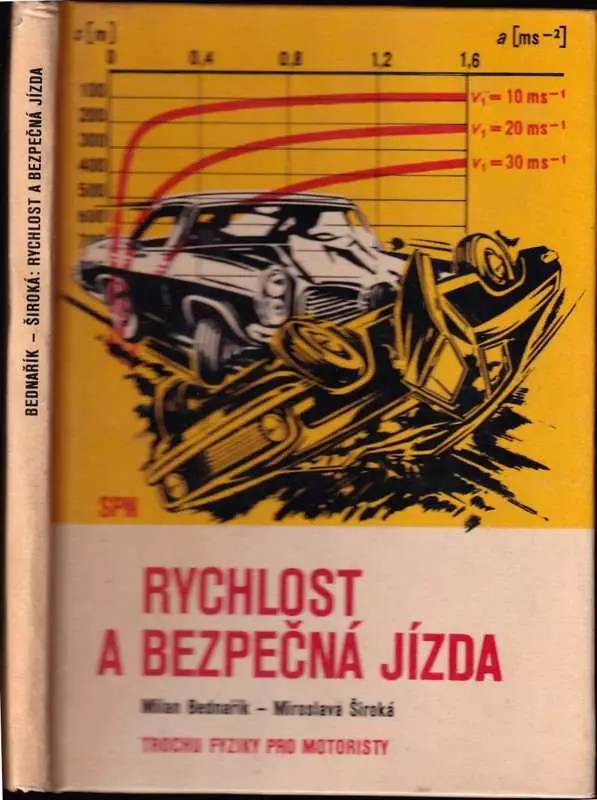 BEDNAŘÍK – ŠIROKÁ: RYCHLOST A BEZPEČNÁ JÍZDA
s [m] a [ms⁻²]
0 0,4 0,8 1,2 1,6
100
200
300
400
500
600
v₁ = 10 ms⁻¹
v₁ = 20 ms⁻¹
v₁ = 30 ms⁻¹
SPN
RYCHLOST
A BEZPEČNÁ JÍZDA
Milan Bednařík – Miroslava Široká
TROCHU FYZIKY PRO MOTORISTY